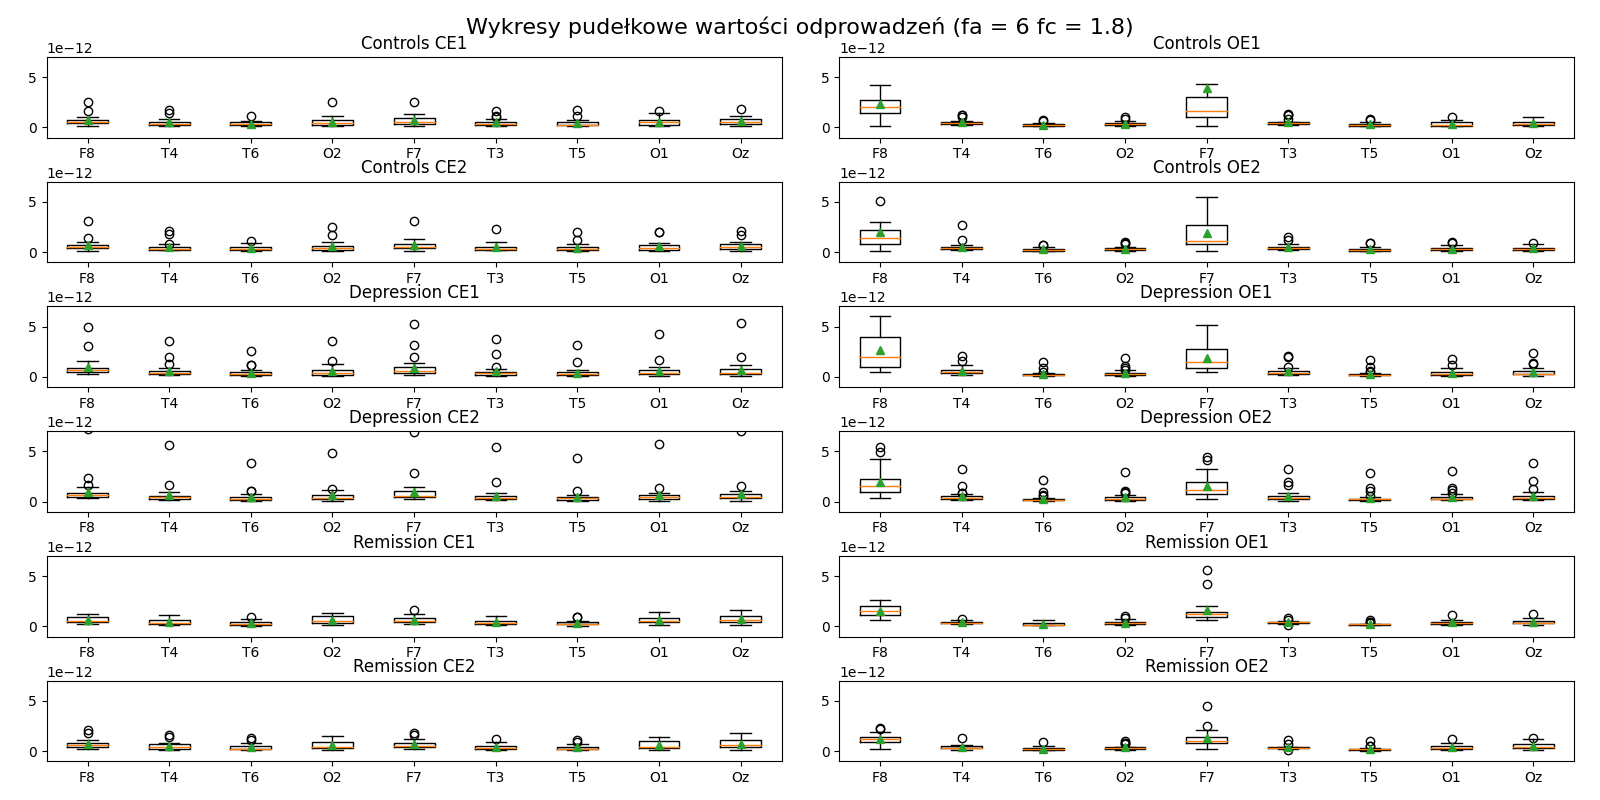 Wykresy pudełkowe wartości odprowadzeń (fa = 6 fc = 1.8)
Controls CE1
1e−12
5
0
F8 T4 T6 O2 F7 T3 T5 O1 Oz
Controls OE1
1e−12
5
0
F8 T4 T6 O2 F7 T3 T5 O1 Oz
Controls CE2
1e−12
5
0
F8 T4 T6 O2 F7 T3 T5 O1 Oz
Controls OE2
1e−12
5
0
F8 T4 T6 O2 F7 T3 T5 O1 Oz
Depression CE1
1e−12
5
0
F8 T4 T6 O2 F7 T3 T5 O1 Oz
Depression OE1
1e−12
5
0
F8 T4 T6 O2 F7 T3 T5 O1 Oz
Depression CE2
1e−12
5
0
F8 T4 T6 O2 F7 T3 T5 O1 Oz
Depression OE2
1e−12
5
0
F8 T4 T6 O2 F7 T3 T5 O1 Oz
Remission CE1
1e−12
5
0
F8 T4 T6 O2 F7 T3 T5 O1 Oz
Remission OE1
1e−12
5
0
F8 T4 T6 O2 F7 T3 T5 O1 Oz
Remission CE2
1e−12
5
0
F8 T4 T6 O2 F7 T3 T5 O1 Oz
Remission OE2
1e−12
5
0
F8 T4 T6 O2 F7 T3 T5 O1 Oz